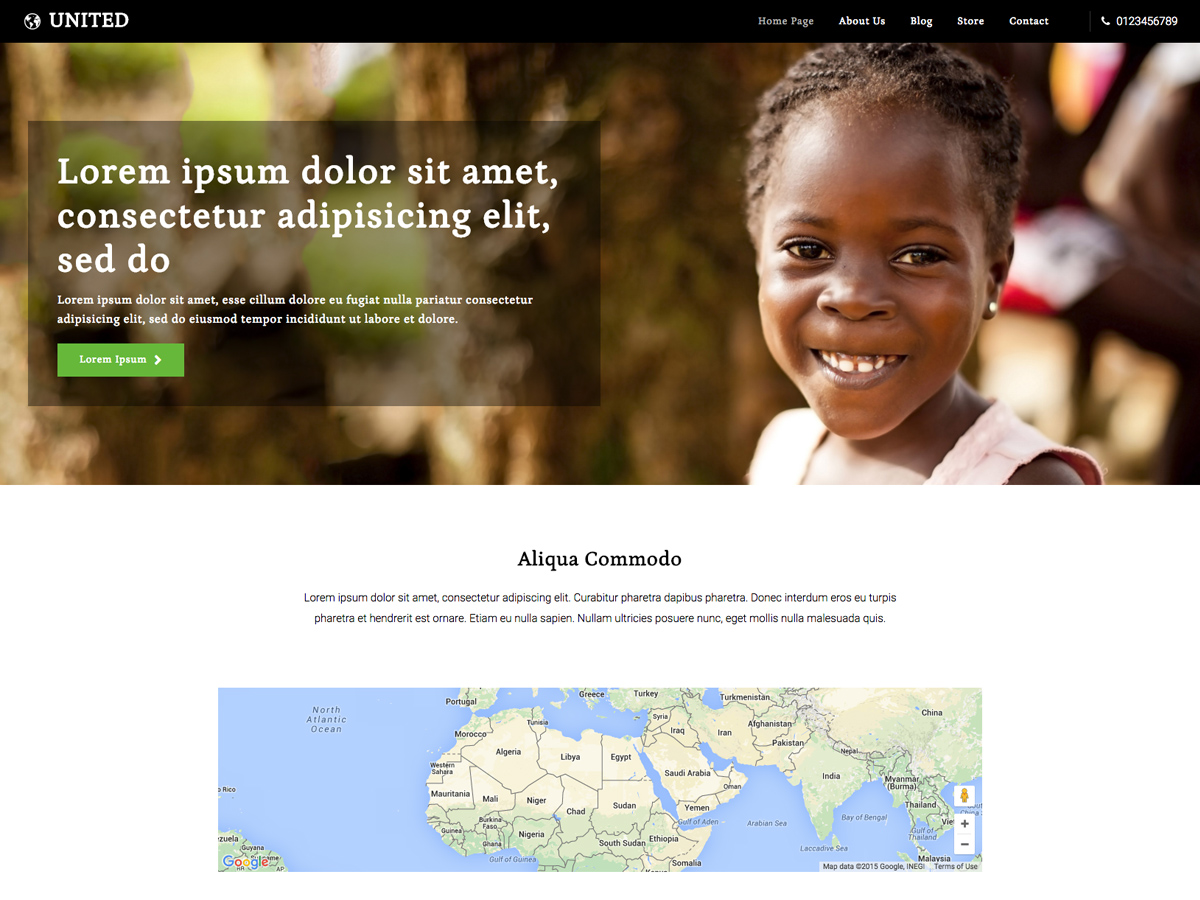 UNITED
Home Page
About Us
Blog
Store
Contact
0123456789
Lorem ipsum dolor sit amet,
consectetur adipisicing elit,
sed do
Lorem ipsum dolor sit amet, esse cillum dolore eu fugiat nulla pariatur consectetur
adipisicing elit, sed do eiusmod tempor incididunt ut labore et dolore.
Lorem Ipsum
Aliqua Commodo
Lorem ipsum dolor sit amet, consectetur adipiscing elit. Curabitur pharetra dapibus pharetra. Donec interdum eros eu turpis
pharetra et hendrerit est ornare. Etiam eu nulla sapien. Nullam ultricies posuere nunc, eget mollis nulla malesuada quis.
North
Atlantic
Ocean
Portugal
Greece
Turkey
Turkmenistan
China
Syria
Iraq
Iran
Afghanistan
Pakistan
Nepal
Morocco
Tunisia
Algeria
Libya
Egypt
Western
Sahara
Saudi Arabia
Oman
India
Myanmar
(Burma)
o Rico
Mauritania
Mali
Niger
Chad
Sudan
Yemen
Thailand
Burkina
Faso
Guinea
Ghana
Nigeria
South Sudan
Ethiopia
Gulf of Aden
Arabian Sea
Bay of Bengal
Gulf of
Thailand
Laccadive Sea
Malaysia
Gulf of Guinea
Somalia
Guyana
AP
Google
Map data ©2015 Google, INEGI
Terms of Use